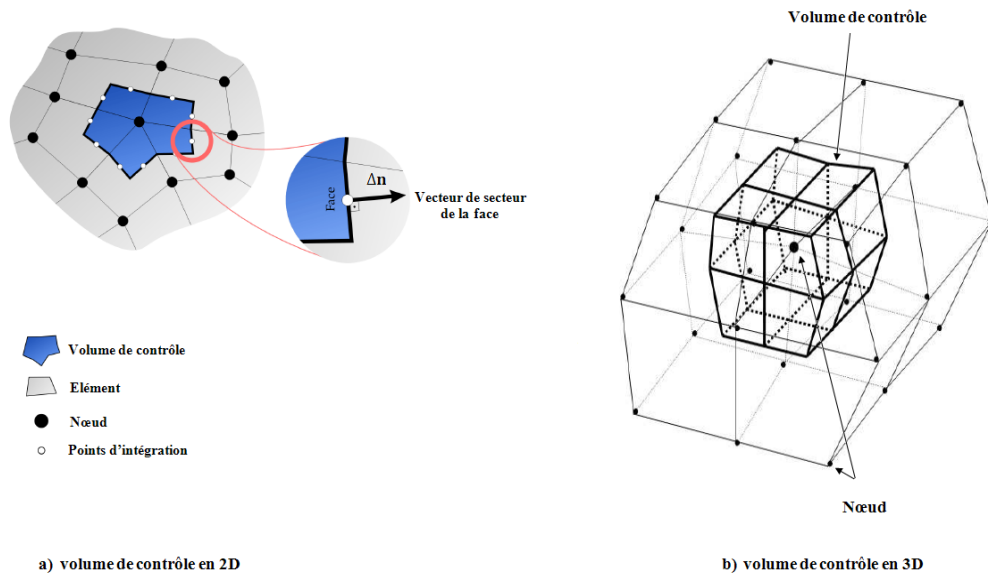 Volume de contrôle
Face
Δn
Vecteur de secteur
de la face
Volume de contrôle
Elément
Nœud
Points d'intégration
Nœud
a) volume de contrôle en 2D
b) volume de contrôle en 3D